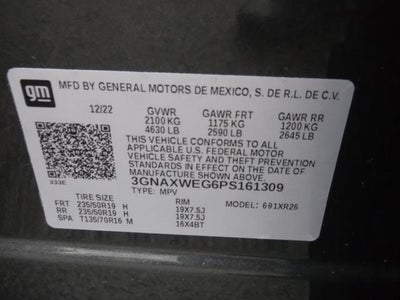 gm
MFD BY GENERAL MOTORS DE MEXICO, S. DE R.L. DE C.V.
12/22 GVWR GAWR FRT GAWR RR
2100 KG 1175 KG 1200 KG
4630 LB 2590 LB 2645 LB
THIS VEHICLE CONFORMS TO ALL
APPLICABLE U.S. FEDERAL MOTOR
VEHICLE SAFETY AND THEFT PREVENTION
STANDARDS IN EFFECT ON THE DATE OF
MANUFACTURE SHOWN ABOVE.
333E 3GNAXWEG6PS161309
TYPE: MPV
TIRE SIZE RIM MODEL: 691XR26
FRT 235/50R19 H 19X7.5J
RR 235/50R19 H 19X7.5J
SPA T135/70R16 M 16X4BT